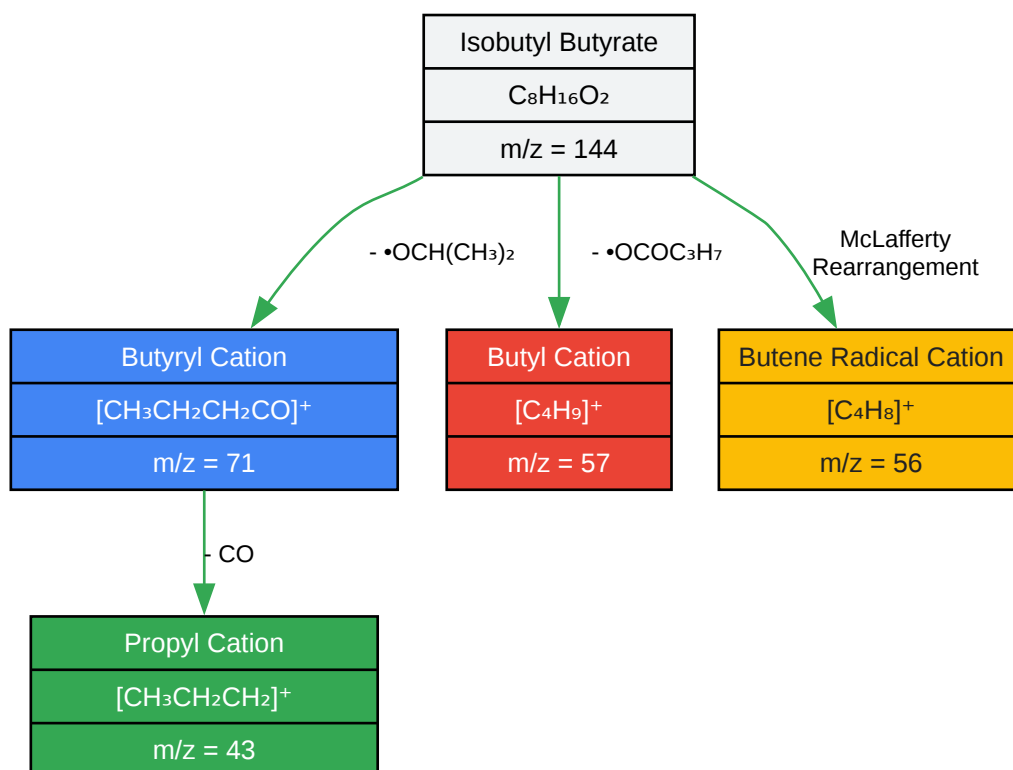 Isobutyl Butyrate
C₈H₁₆O₂
m/z = 144
- •OCH(CH₃)₂
- •OCOC₃H₇
McLafferty
Rearrangement
Butyryl Cation
[CH₃CH₂CH₂CO]⁺
m/z = 71
Butyl Cation
[C₄H₉]⁺
m/z = 57
Butene Radical Cation
[C₄H₈]⁺
m/z = 56
- CO
Propyl Cation
[CH₃CH₂CH₂]⁺
m/z = 43